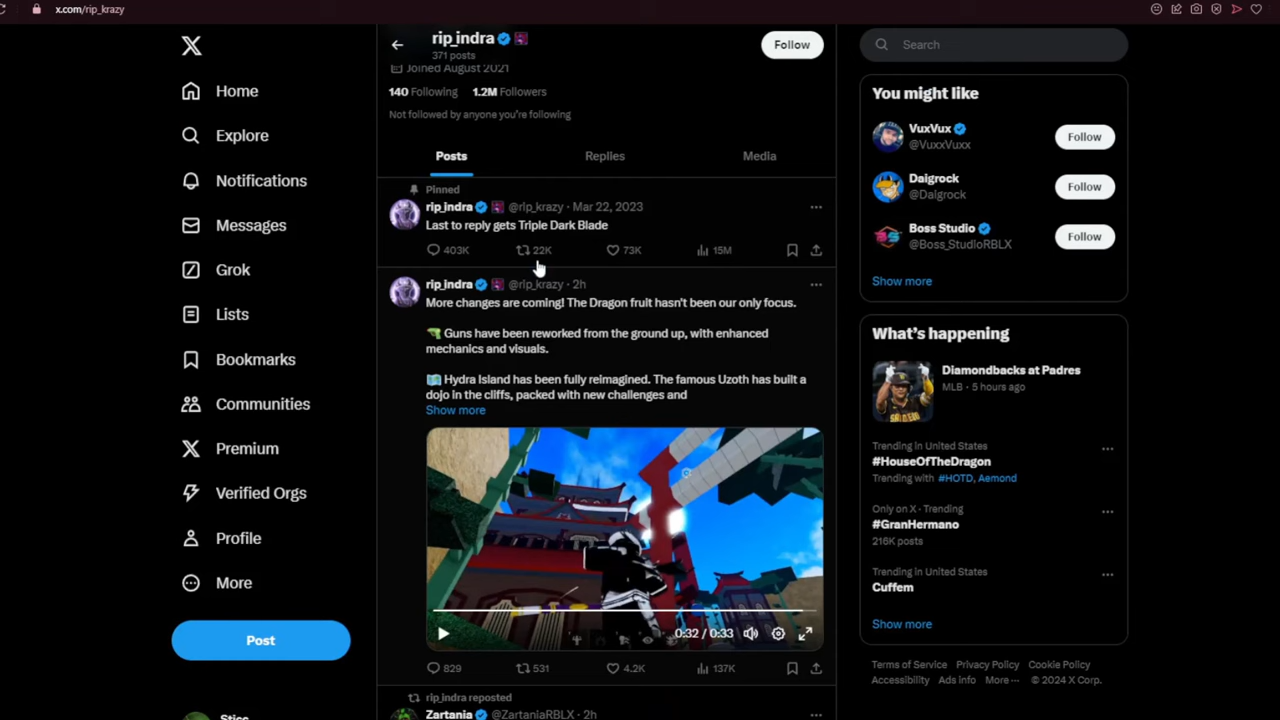 x.com/rip_krazy
Home
Explore
Notifications
Messages
Grok
Lists
Bookmarks
Communities
Premium
Verified Orgs
Profile
More
Post
Sticc
rip_indra
371 posts
Follow
Joined August 2021
140 Following 1.2M Followers
Not followed by anyone you're following
Posts Replies Media
Pinned
rip_indra @rip_krazy · Mar 22, 2023
Last to reply gets Triple Dark Blade
403K 22K 73K 15M
rip_indra @rip_krazy · 2h
More changes are coming! The Dragon fruit hasn't been our only focus.
Guns have been reworked from the ground up, with enhanced
mechanics and visuals.
Hydra Island has been fully reimagined. The famous Uzoth has built a
dojo in the cliffs, packed with new challenges and
Show more
0:32 / 0:33
829 531 4.2K 137K
rip_indra reposted
Zartania @ZartaniaRBLX · 2h
Search
You might like
VuxVux
@VuxxVuxx
Follow
Daigrock
@Daigrock
Follow
Boss Studio
@Boss_StudioRBLX
Follow
Show more
What's happening
Diamondbacks at Padres
MLB · 5 hours ago
Trending in United States
#HouseOfTheDragon
Trending with #HOTD, Aemond
Only on X · Trending
#GranHermano
216K posts
Trending in United States
Cuffem
Show more
Terms of Service Privacy Policy Cookie Policy
Accessibility Ads info More ··· © 2024 X Corp.